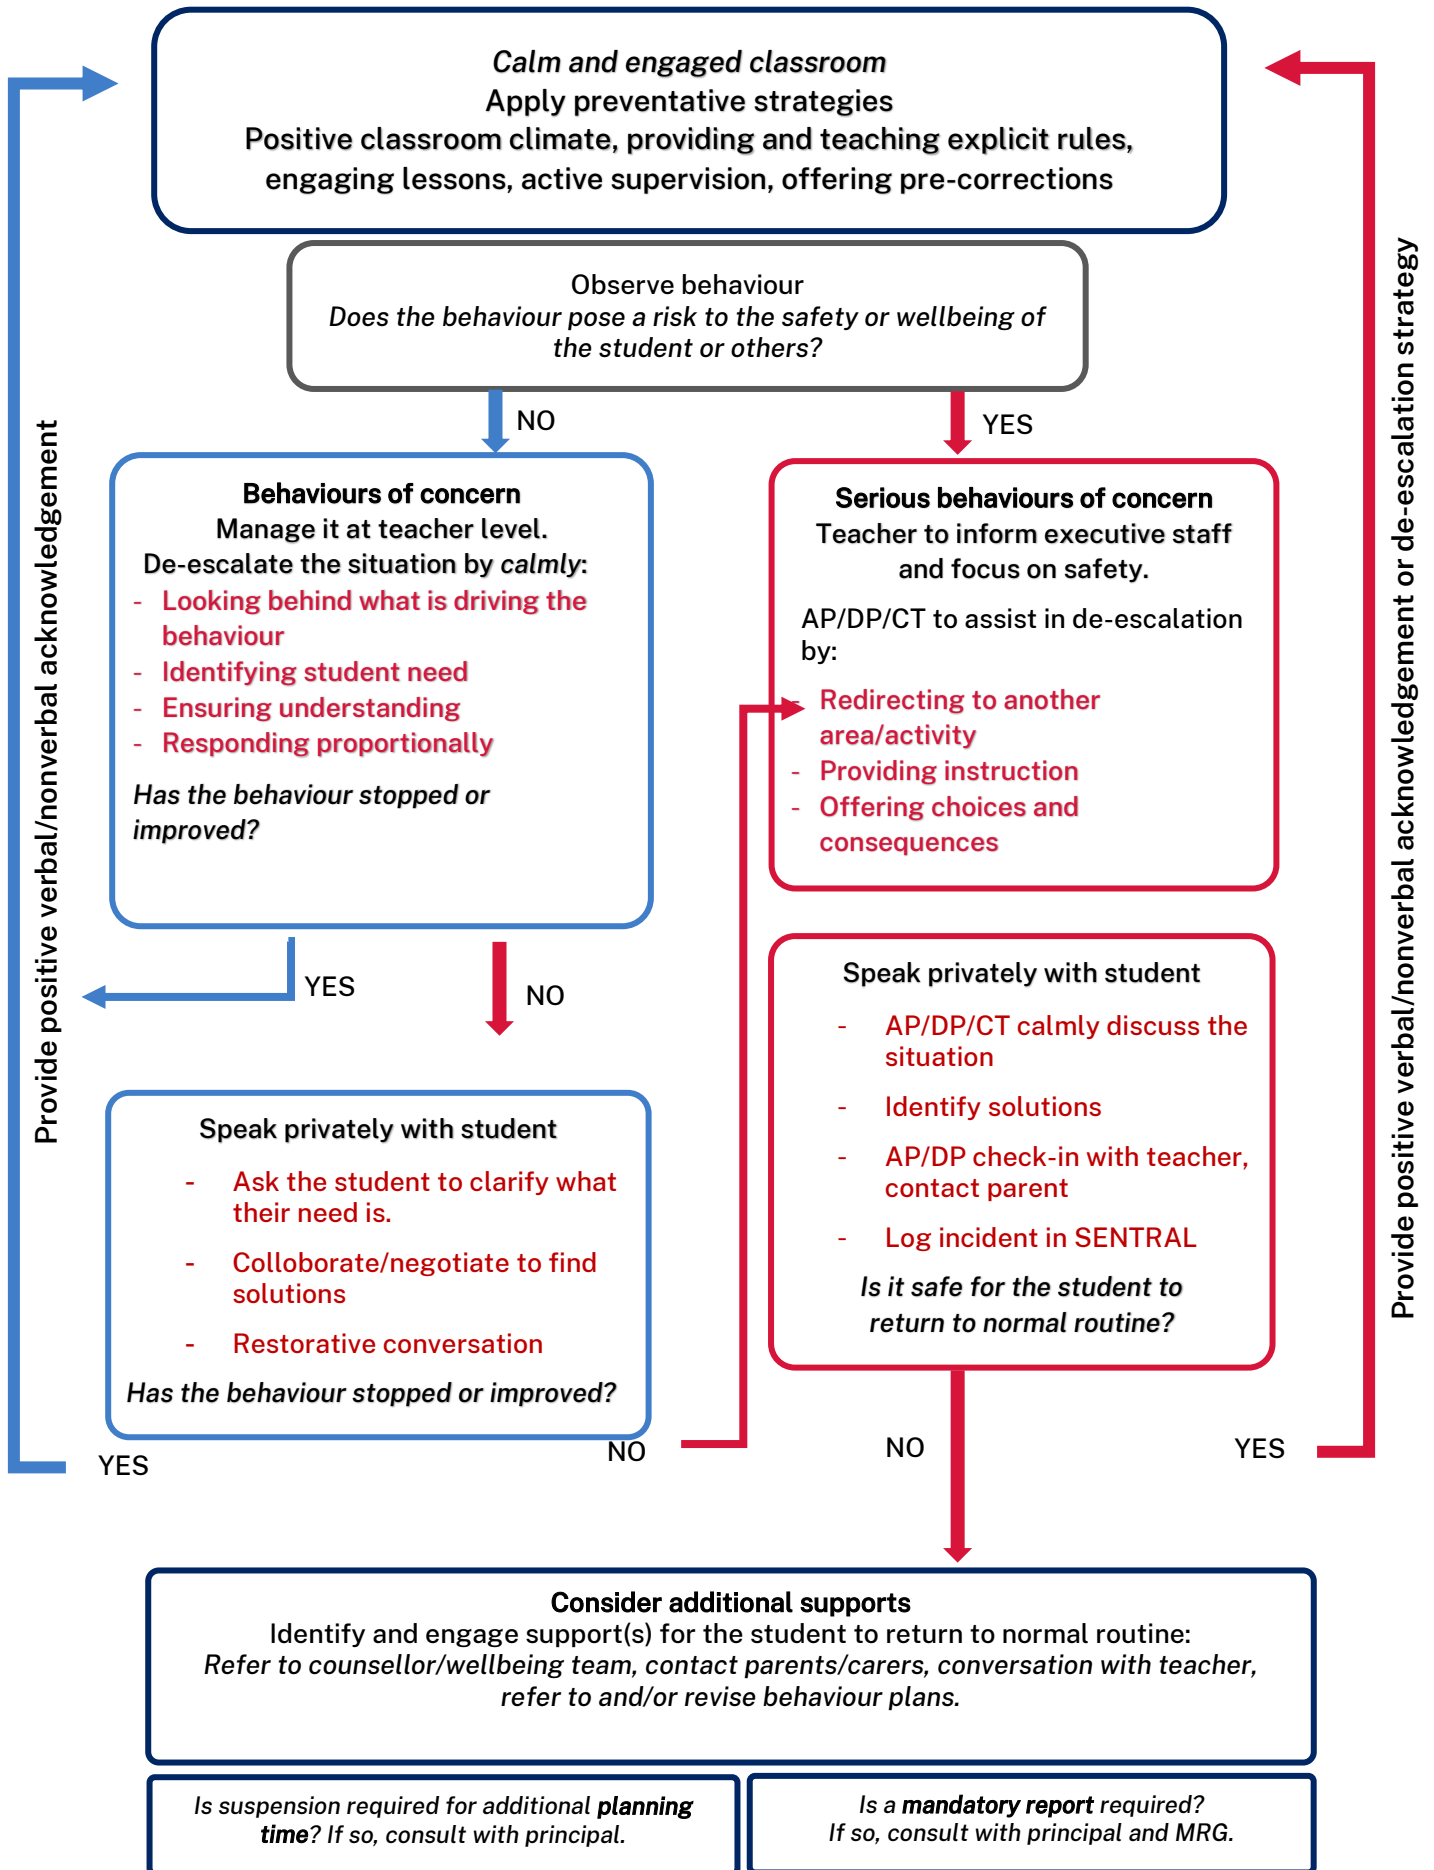 Calm and engaged classroom
Apply preventative strategies
Positive classroom climate, providing and teaching explicit rules,
engaging lessons, active supervision, offering pre-corrections
Observe behaviour
Does the behaviour pose a risk to the safety or wellbeing of
the student or others?
NO
YES
Behaviours of concern
Manage it at teacher level.
De-escalate the situation by calmly:
- Looking behind what is driving the
behaviour
- Identifying student need
- Ensuring understanding
- Responding proportionally
Has the behaviour stopped or
improved?
YES
NO
Serious behaviours of concern
Teacher to inform executive staff
and focus on safety.
AP/DP/CT to assist in de-escalation
by:
- Redirecting to another
area/activity
- Providing instruction
- Offering choices and
consequences
Speak privately with student
- Ask the student to clarify what
their need is.
- Colloborate/negotiate to find
solutions
- Restorative conversation
Has the behaviour stopped or improved?
YES
NO
Speak privately with student
- AP/DP/CT calmly discuss the
situation
- Identify solutions
- AP/DP check-in with teacher,
contact parent
- Log incident in SENTRAL
Is it safe for the student to
return to normal routine?
NO
YES
Provide positive verbal/nonverbal acknowledgement
Provide positive verbal/nonverbal acknowledgement or de-escalation strategy
Consider additional supports
Identify and engage support(s) for the student to return to normal routine:
Refer to counsellor/wellbeing team, contact parents/carers, conversation with teacher,
refer to and/or revise behaviour plans.
Is suspension required for additional planning
time? If so, consult with principal.
Is a mandatory report required?
If so, consult with principal and MRG.